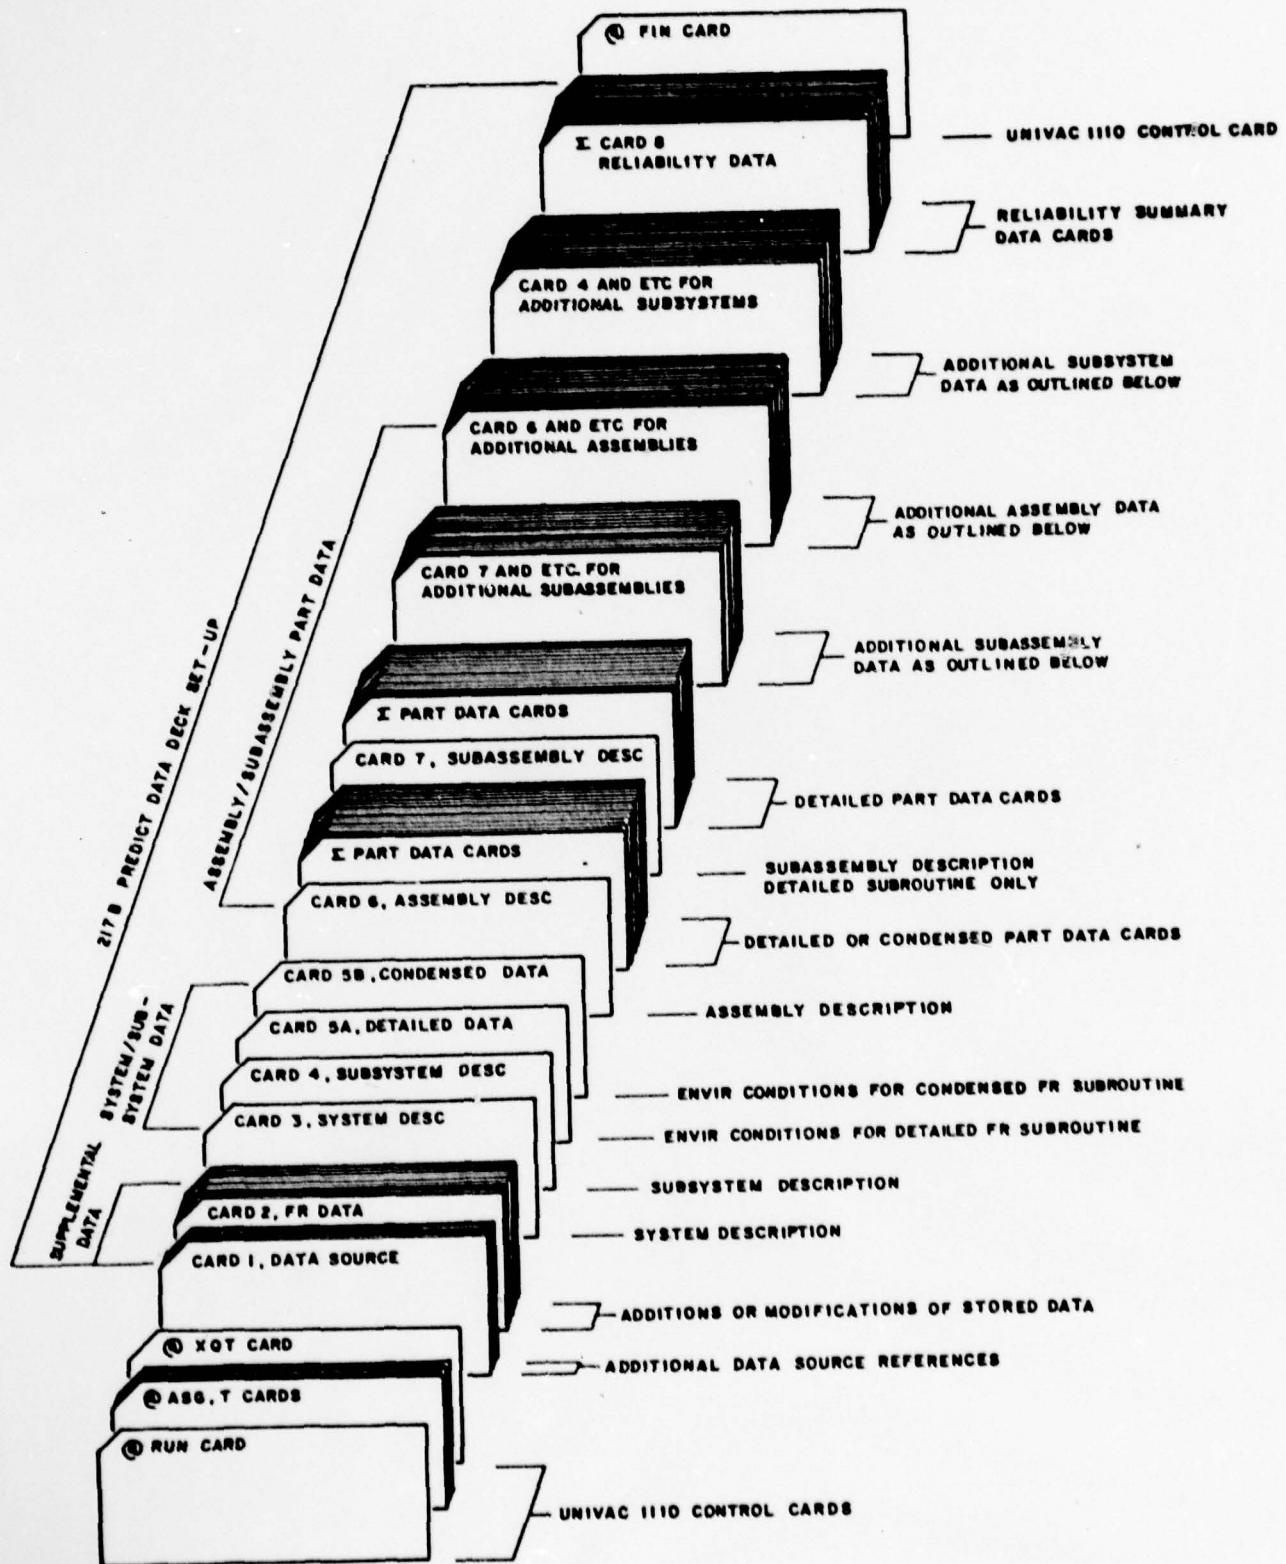 @ FIN CARD
UNIVAC 1110 CONTROL CARD
Σ CARD 8
RELIABILITY DATA
RELIABILITY SUMMARY
DATA CARDS
CARD 4 AND ETC FOR
ADDITIONAL SUBSYSTEMS
ADDITIONAL SUBSYSTEM
DATA AS OUTLINED BELOW
CARD 6 AND ETC FOR
ADDITIONAL ASSEMBLIES
ADDITIONAL ASSEMBLY DATA
AS OUTLINED BELOW
CARD 7 AND ETC. FOR
ADDITIONAL SUBASSEMBLIES
ADDITIONAL SUBASSEMBLY
DATA AS OUTLINED BELOW
Σ PART DATA CARDS
CARD 7, SUBASSEMBLY DESC
DETAILED PART DATA CARDS
Σ PART DATA CARDS
SUBASSEMBLY DESCRIPTION
DETAILED SUBROUTINE ONLY
CARD 6, ASSEMBLY DESC
DETAILED OR CONDENSED PART DATA CARDS
CARD 5B, CONDENSED DATA
ASSEMBLY DESCRIPTION
CARD 5A, DETAILED DATA
CARD 4, SUBSYSTEM DESC
ENVIR CONDITIONS FOR CONDENSED FR SUBROUTINE
CARD 3, SYSTEM DESC
ENVIR CONDITIONS FOR DETAILED FR SUBROUTINE
SUBSYSTEM DESCRIPTION
CARD 2, FR DATA
SYSTEM DESCRIPTION
CARD 1, DATA SOURCE
ADDITIONS OR MODIFICATIONS OF STORED DATA
@ XQT CARD
ADDITIONAL DATA SOURCE REFERENCES
@ ASG, T CARDS
@ RUN CARD
UNIVAC 1110 CONTROL CARDS
217 B PREDICT DATA DECK SET-UP
ASSEMBLY/SUBASSEMBLY PART DATA
SYSTEM/SUB-
SYSTEM DATA
SUPPLEMENTAL
DATA